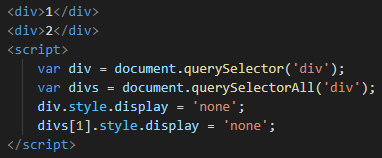 <div>1</div>
<div>2</div>
<script>
    var div = document.querySelector('div');
    var divs = document.querySelectorAll('div');
    div.style.display = 'none';
    divs[1].style.display = 'none';
</script>